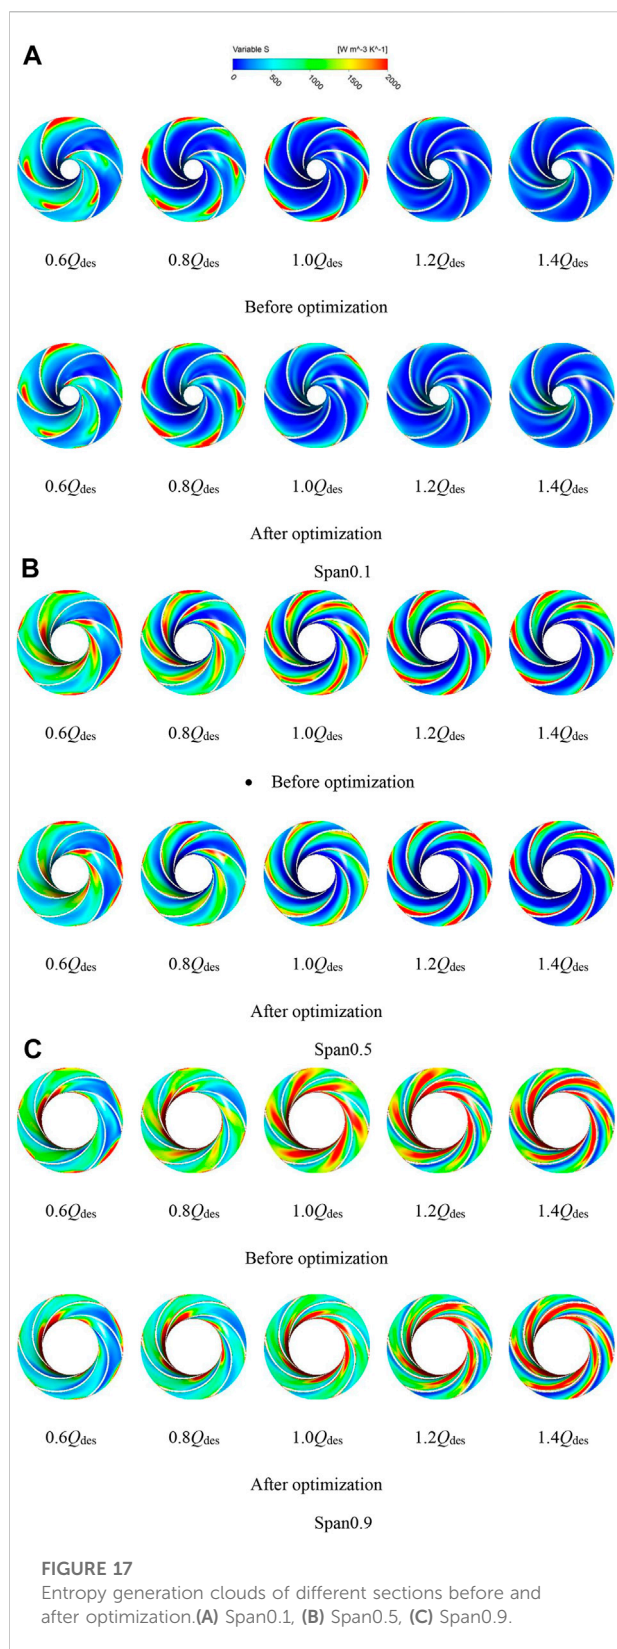 A
Variable S [W m^-3 K^-1]
0 500 1000 1500 2000
0.6Qdes 0.8Qdes 1.0Qdes 1.2Qdes 1.4Qdes
Before optimization
0.6Qdes 0.8Qdes 1.0Qdes 1.2Qdes 1.4Qdes
After optimization
Span0.1
B
0.6Qdes 0.8Qdes 1.0Qdes 1.2Qdes 1.4Qdes
• Before optimization
0.6Qdes 0.8Qdes 1.0Qdes 1.2Qdes 1.4Qdes
After optimization
Span0.5
C
0.6Qdes 0.8Qdes 1.0Qdes 1.2Qdes 1.4Qdes
Before optimization
0.6Qdes 0.8Qdes 1.0Qdes 1.2Qdes 1.4Qdes
After optimization
Span0.9
FIGURE 17
Entropy generation clouds of different sections before and
after optimization.(A) Span0.1, (B) Span0.5, (C) Span0.9.